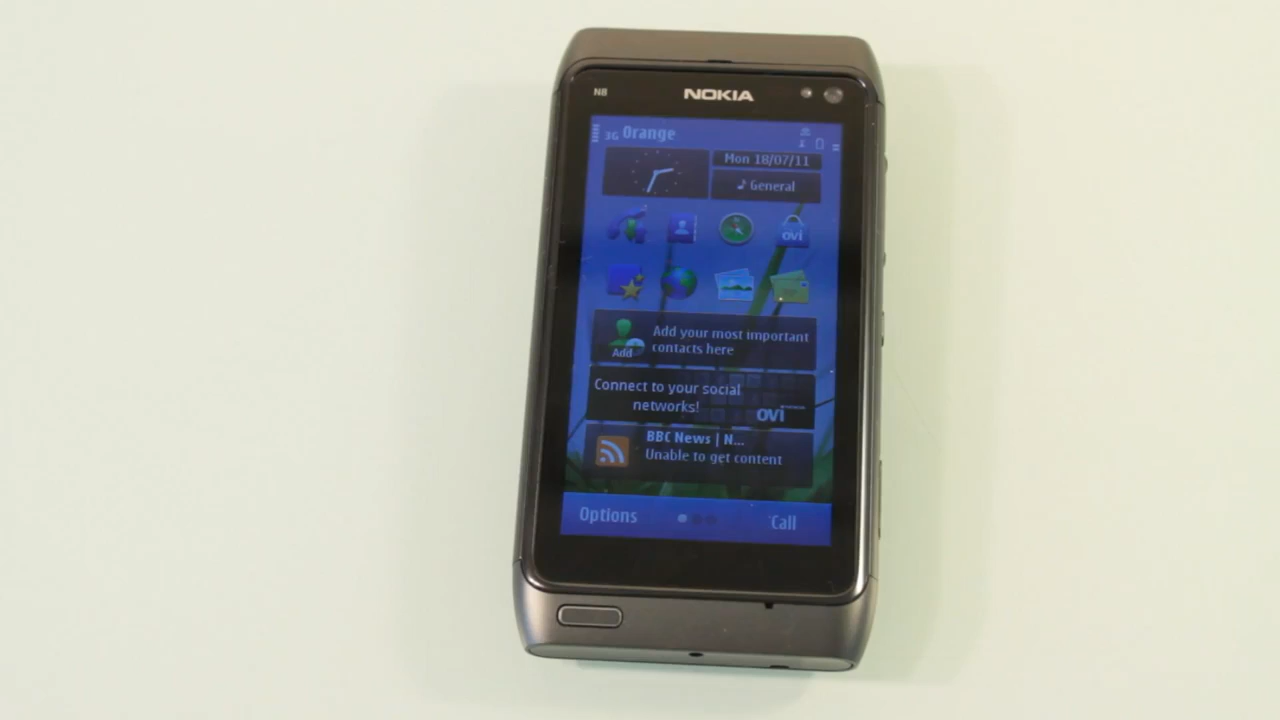 N8
NOKIA
3G Orange
Mon 18/07/11
General
ovi
Add your most important
contacts here
Add
Connect to your social
networks!
ovi
BBC News | N...
Unable to get content
Options
Call